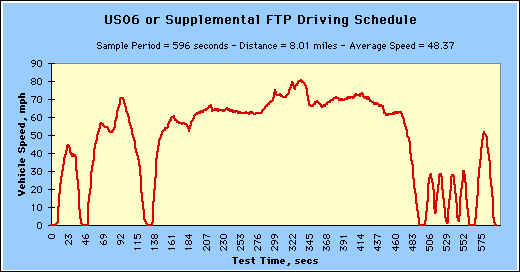 US06 or Supplemental FTP Driving Schedule
Sample Period = 596 seconds - Distance = 8.01 miles - Average Speed = 48.37
Vehicle Speed, mph
90
80
70
60
50
40
30
20
10
0
0 23 46 69 92 115 138 161 184 207 230 253 276 299 322 345 368 391 414 437 460 483 506 529 552 575
Test Time, secs